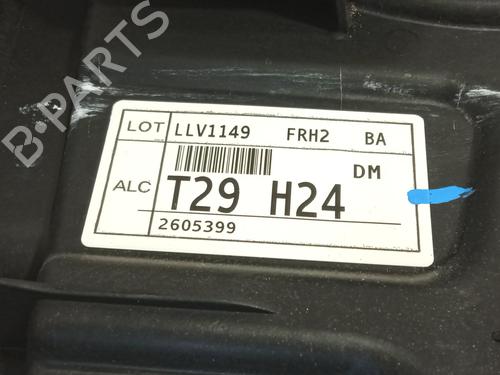 B-PARTS
LOT LLV1149 FRH2 BA
DM
ALC T29 H24
2605399